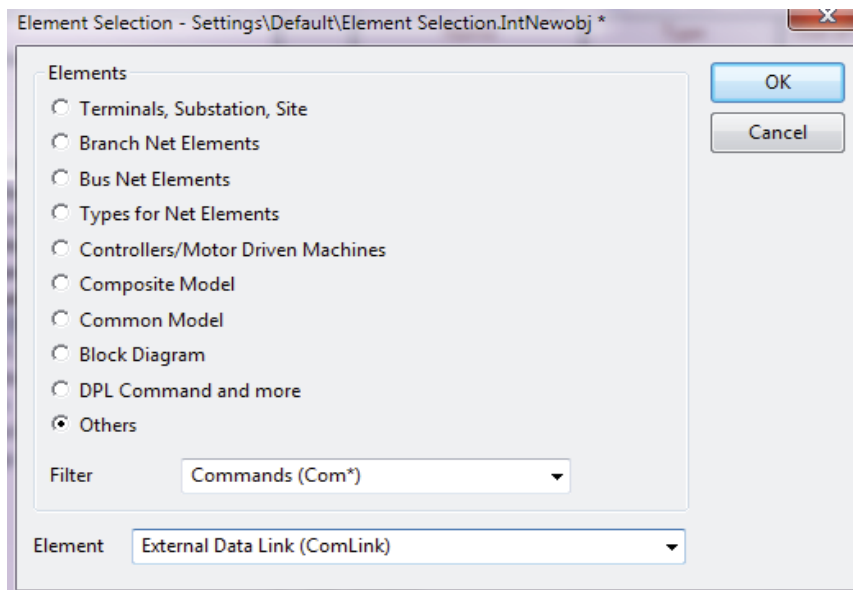 Element Selection - Settings\Default\Element Selection.IntNewobj *
Elements
Terminals, Substation, Site
Branch Net Elements
Bus Net Elements
Types for Net Elements
Controllers/Motor Driven Machines
Composite Model
Common Model
Block Diagram
DPL Command and more
Others
Filter Commands (Com*)
Element External Data Link (ComLink)
OK
Cancel